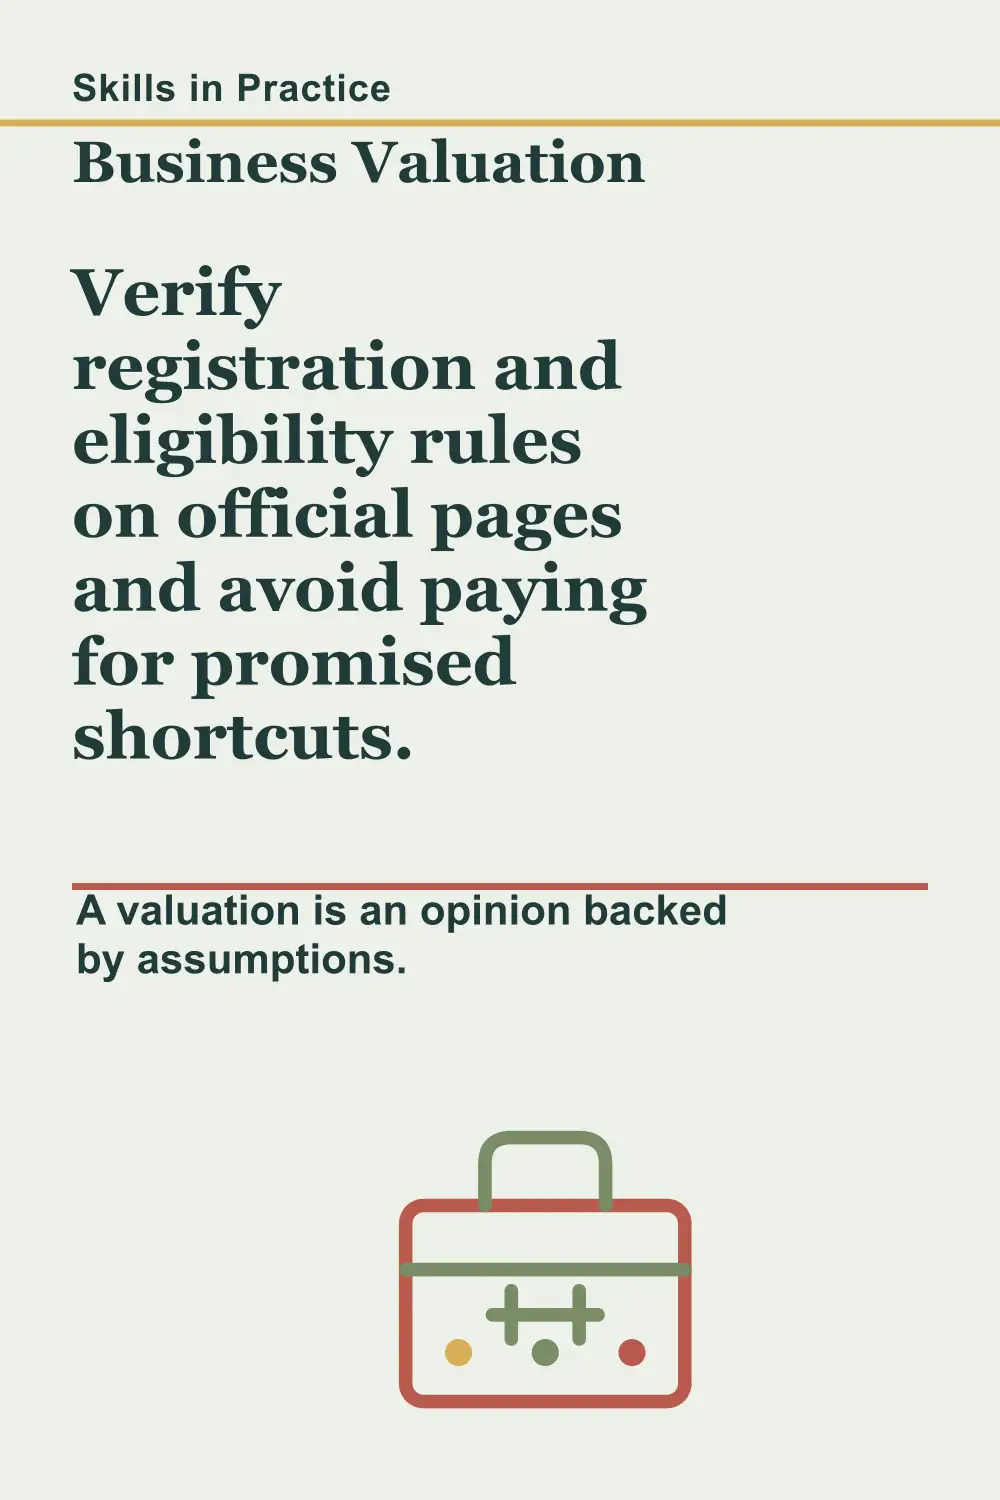 Skills in Practice
Business Valuation
Verify
registration and
eligibility rules
on official pages
and avoid paying
for promised
shortcuts.
A valuation is an opinion backed
by assumptions.